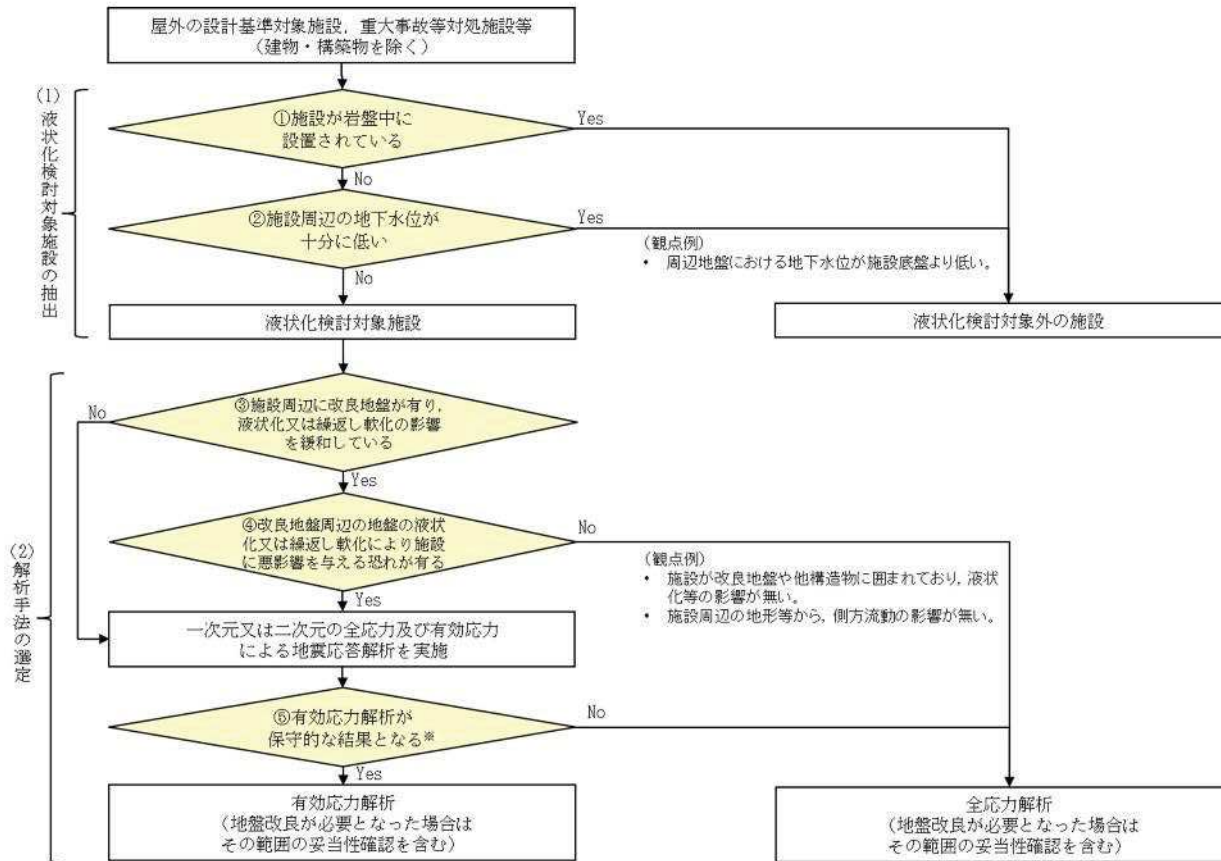 屋外の設計基準対象施設，重大事故等対処施設等
（建物・構築物を除く）
(1)液状化検討対象施設の抽出
①施設が岩盤中に
設置されている
Yes
No
②施設周辺の地下水位が
十分に低い
Yes
（観点例）
• 周辺地盤における地下水位が施設底盤より低い。
No
液状化検討対象施設
液状化検討対象外の施設
(2)解析手法の選定
③施設周辺に改良地盤が有り，
液状化又は繰返し軟化の影響
を緩和している
No
Yes
④改良地盤周辺の地盤の液状
化又は繰返し軟化により施設
に悪影響を与える恐れが有る
No
（観点例）
• 施設が改良地盤や他構造物に囲まれており，液状
化等の影響が無い。
• 施設周辺の地形等から，側方流動の影響が無い。
Yes
一次元又は二次元の全応力及び有効応力
による地震応答解析を実施
⑤有効応力解析が
保守的な結果となる※
No
Yes
有効応力解析
（地盤改良が必要となった場合は
その範囲の妥当性確認を含む）
全応力解析
（地盤改良が必要となった場合は
その範囲の妥当性確認を含む）